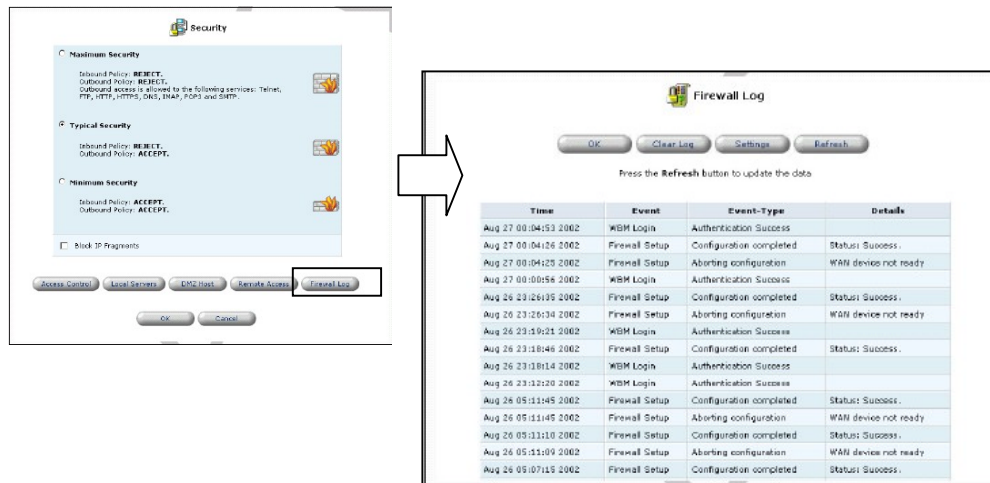 Security
Maximum Security
Inbound Policy: REJECT.
Outbound Policy: REJECT.
Outbound access is allowed to the following services: Telnet,
FTP, HTTP, HTTPS, DNS, IMAP, POP3 and SMTP.
Typical Security
Inbound Policy: REJECT.
Outbound Policy: ACCEPT.
Minimum Security
Inbound Policy: ACCEPT.
Outbound Policy: ACCEPT.
Block IP Fragments
Access Control Local Servers DMZ Host Remote Access Firewall Log
OK Cancel
Firewall Log
OK Clear Log Settings Refresh
Press the Refresh button to update the data
Time Event Event-Type Details
Aug 27 00:04:53 2002 WBM Login Authentication Success
Aug 27 00:04:26 2002 Firewall Setup Configuration completed Status: Success.
Aug 27 00:04:25 2002 Firewall Setup Aborting configuration WAN device not ready
Aug 27 00:00:56 2002 WBM Login Authentication Success
Aug 26 23:26:35 2002 Firewall Setup Configuration completed Status: Success.
Aug 26 23:26:34 2002 Firewall Setup Aborting configuration WAN device not ready
Aug 26 23:19:21 2002 WBM Login Authentication Success
Aug 26 23:18:46 2002 Firewall Setup Configuration completed Status: Success.
Aug 26 23:18:14 2002 WBM Login Authentication Success
Aug 26 23:12:20 2002 WBM Login Authentication Success
Aug 26 05:11:45 2002 Firewall Setup Configuration completed Status: Success.
Aug 26 05:11:45 2002 Firewall Setup Aborting configuration WAN device not ready
Aug 26 05:11:10 2002 Firewall Setup Configuration completed Status: Success.
Aug 26 05:11:09 2002 Firewall Setup Aborting configuration WAN device not ready
Aug 26 05:07:15 2002 Firewall Setup Configuration completed Status: Success.